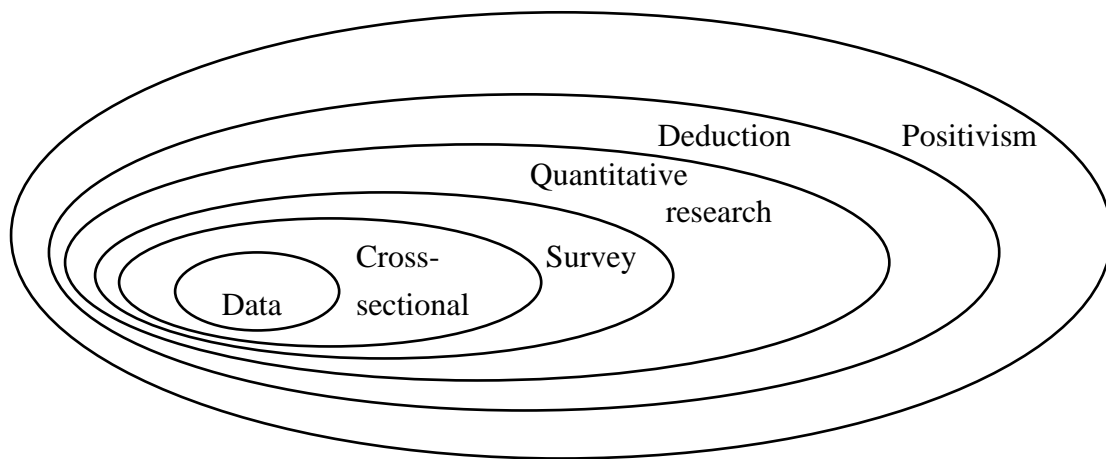 Deduction
Positivism
Quantitative
research
Cross-
sectional
Survey
Data